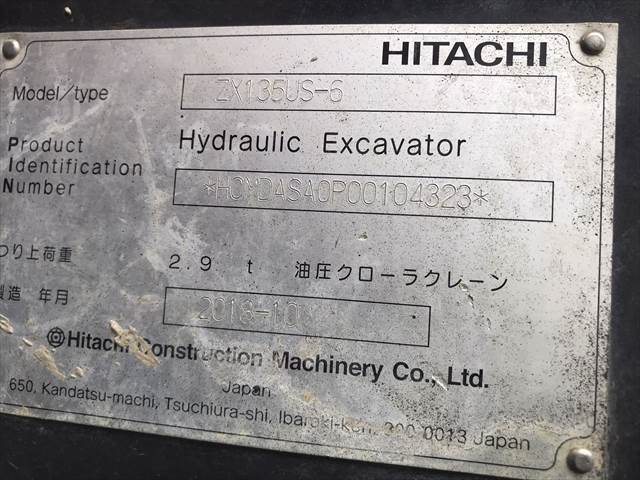 HITACHI
Model/type ZX135US-6
Product Identification Number
Hydraulic Excavator
*HCMDASA0P00104323*
つり上荷重 2.9 t 油圧クローラクレーン
製造 年月 2018-10
©Hitachi Construction Machinery Co., Ltd.
Japan
650, Kandatsu-machi, Tsuchiura-shi, Ibaraki-ken, 300-0013 Japan